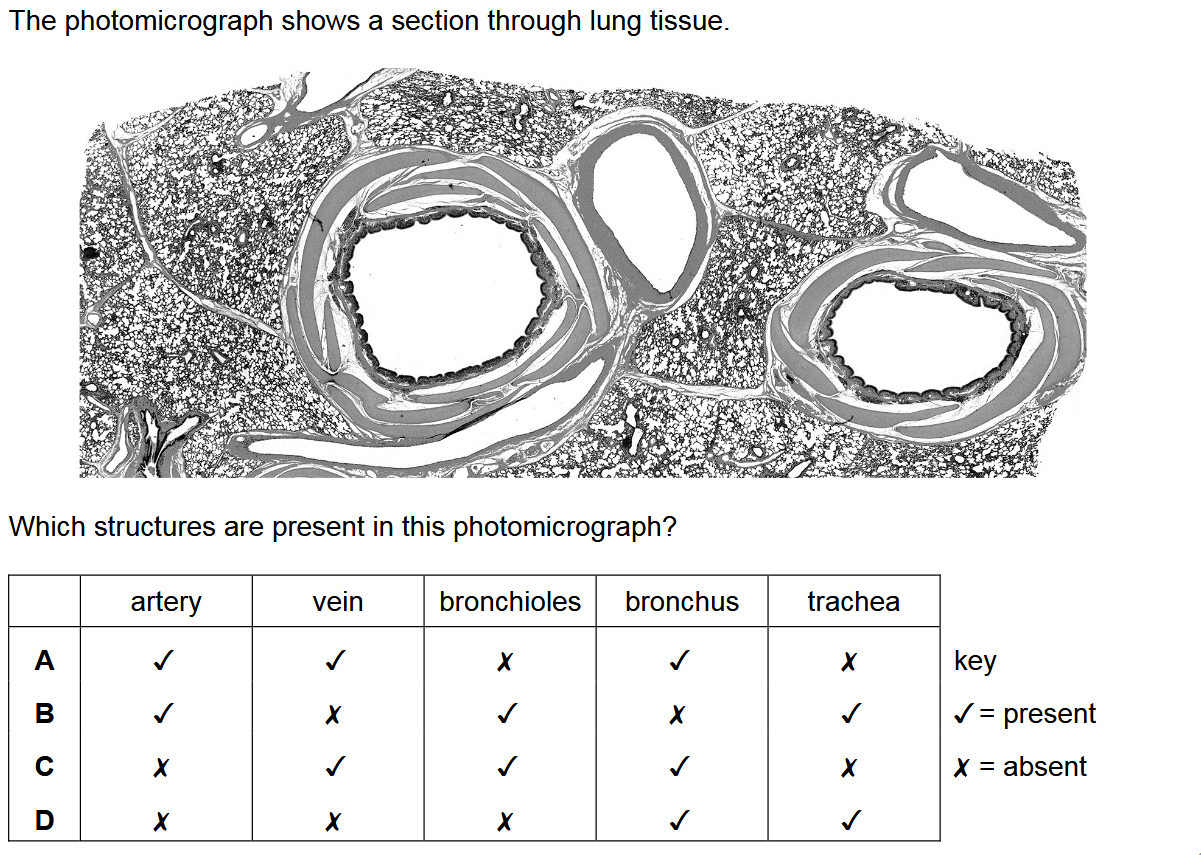 The photomicrograph shows a section through lung tissue.
Which structures are present in this photomicrograph?
artery vein bronchioles bronchus trachea
A ✓ ✓ ✗ ✓ ✗ key
B ✓ ✗ ✓ ✗ ✓ ✓ = present
C ✗ ✓ ✓ ✓ ✗ ✗ = absent
D ✗ ✗ ✗ ✓ ✓